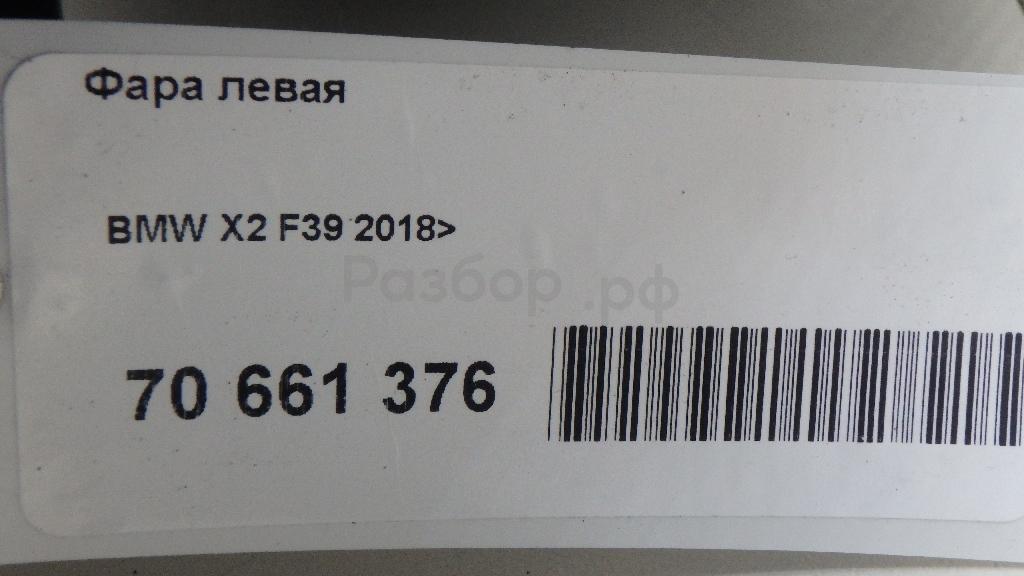 Фара левая
BMW X2 F39 2018>
Разбор.рф
70 661 376